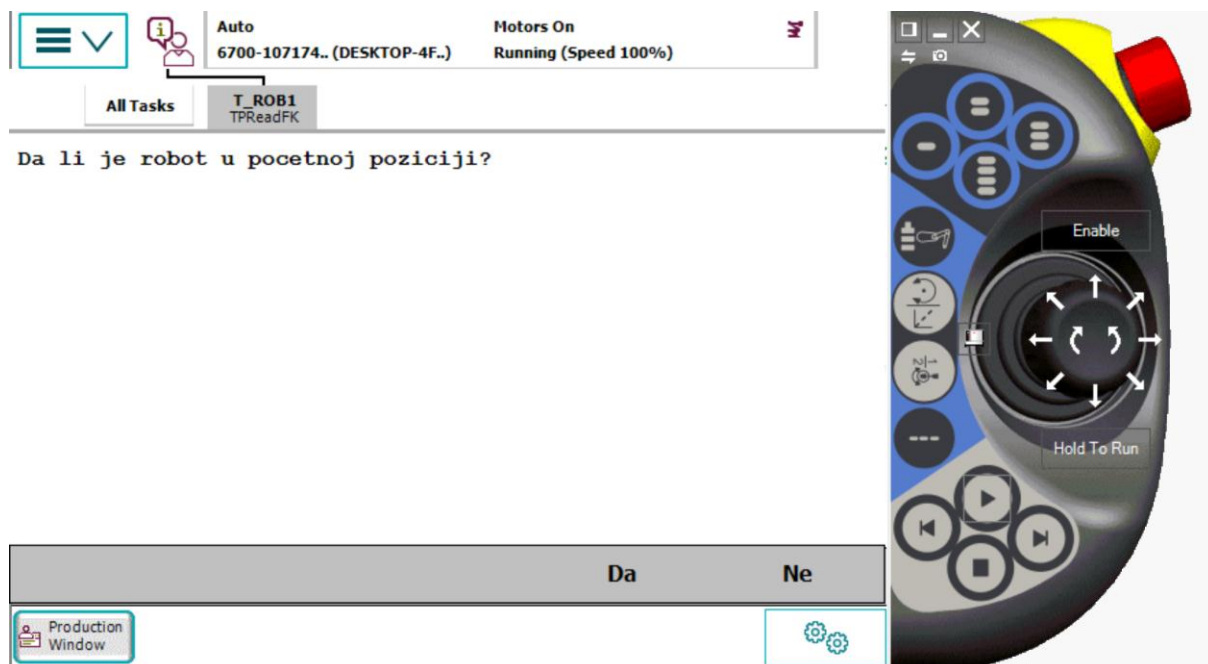 Auto
6700-107174.. (DESKTOP-4F..)
Motors On
Running (Speed 100%)
All Tasks
T_ROB1
TPReadFK
Da li je robot u pocetnoj poziciji?
Enable
Hold To Run
Da
Ne
Production
Window